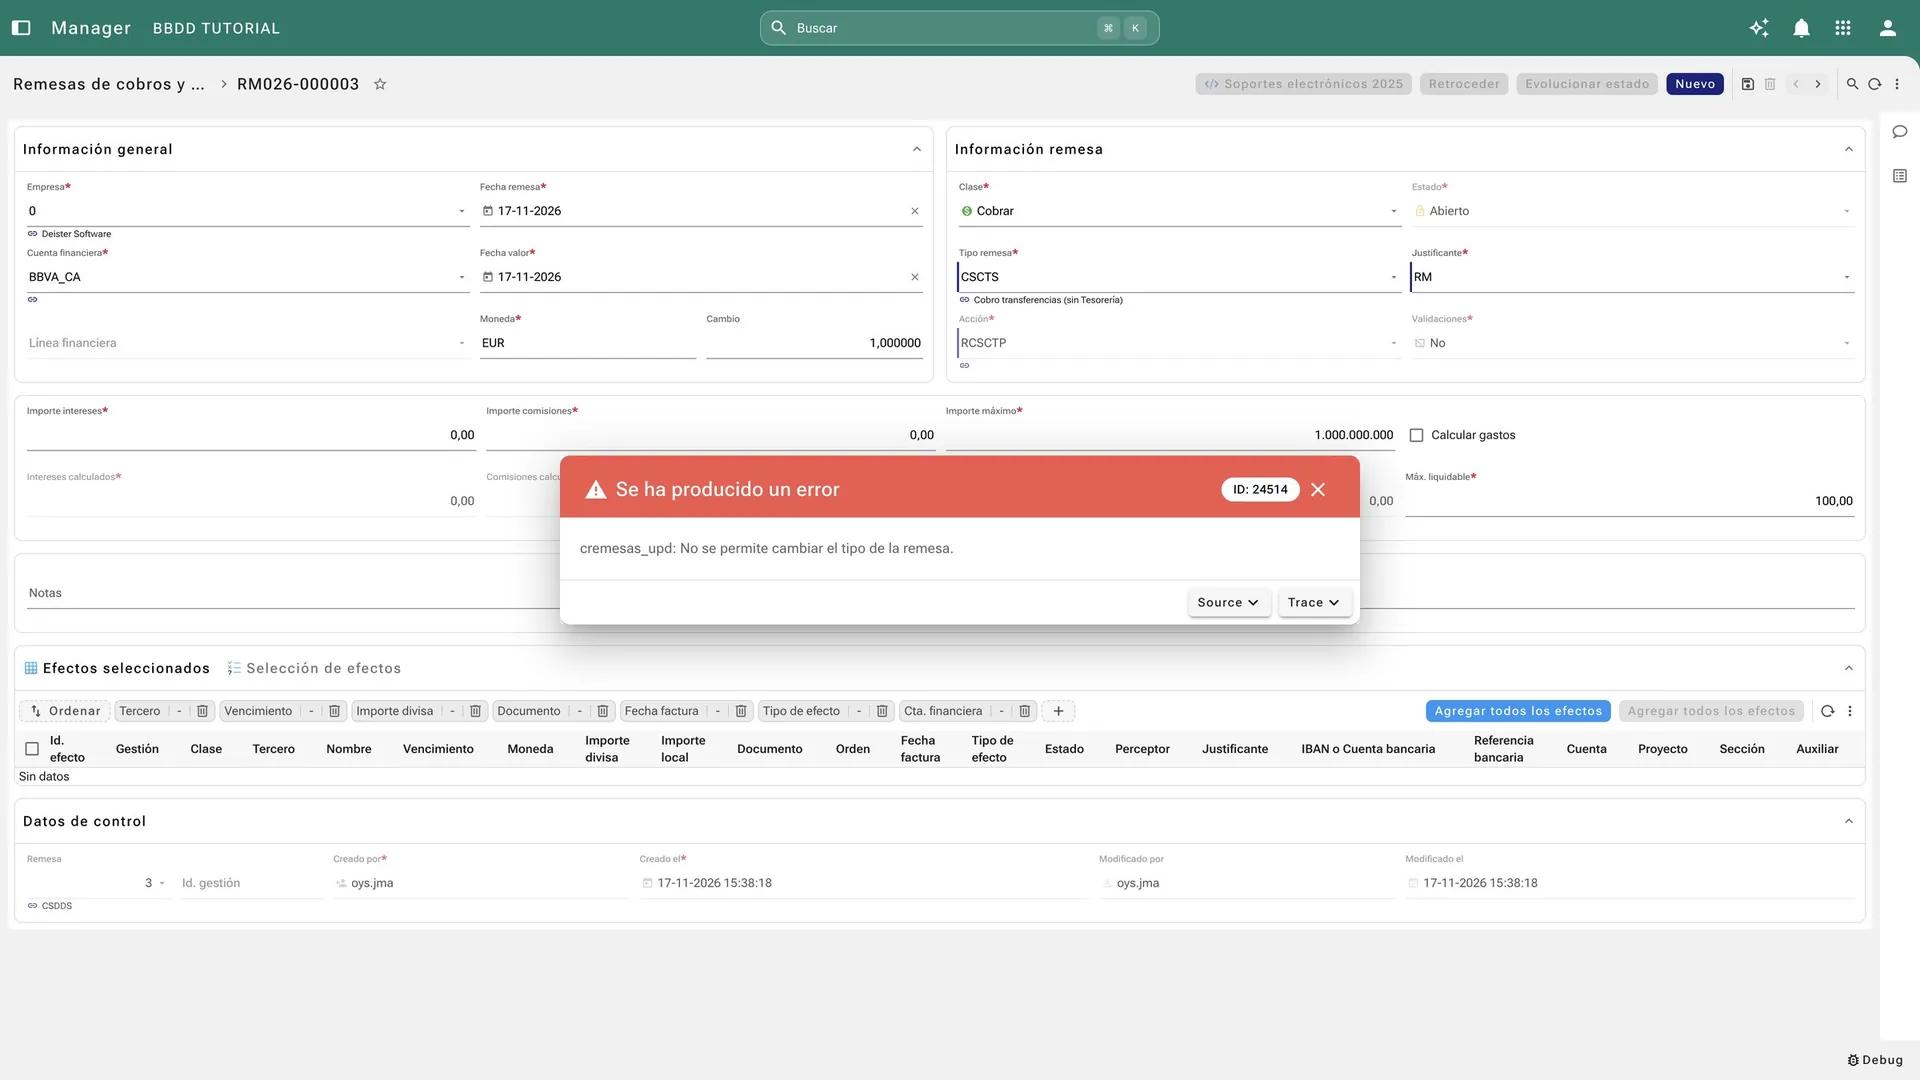 Manager BBDD TUTORIAL Buscar ⌘ K
Remesas de cobros y ... > RM026-000003 Soportes electrónicos 2025 Retroceder Evolucionar estado Nuevo
Información general
Empresa* Fecha remesa*
0 17-11-2026
Deister Software
Cuenta financiera* Fecha valor*
BBVA_CA 17-11-2026
Moneda* Cambio
Línea financiera EUR 1,000000
Información remesa
Clase* Estado*
Cobrar Abierto
Tipo remesa* Justificante*
CSCTS RM
Cobro transferencias (sin Tesorería)
Acción* Validaciones*
RCSCTP No
Importe intereses* Importe comisiones* Importe máximo*
0,00 0,00 1.000.000.000 Calcular gastos
Intereses calculados* Comisiones calcu Máx. liquidable*
0,00 0,00 100,00
Se ha producido un error ID: 24514
cremesas_upd: No se permite cambiar el tipo de la remesa.
Source Trace
Notas
Efectos seleccionados Selección de efectos
Ordenar Tercero - Vencimiento - Importe divisa - Documento - Fecha factura - Tipo de efecto - Cta. financiera - + Agregar todos los efectos Agregar todos los efectos
Id. efecto Gestión Clase Tercero Nombre Vencimiento Moneda Importe divisa Importe local Documento Orden Fecha factura Tipo de efecto Estado Perceptor Justificante IBAN o Cuenta bancaria Referencia bancaria Cuenta Proyecto Sección Auxiliar
Sin datos
Datos de control
Remesa Creado por* Creado el* Modificado por Modificado el
3 Id. gestión oys.jma 17-11-2026 15:38:18 oys.jma 17-11-2026 15:38:18
CSDDS
Debug